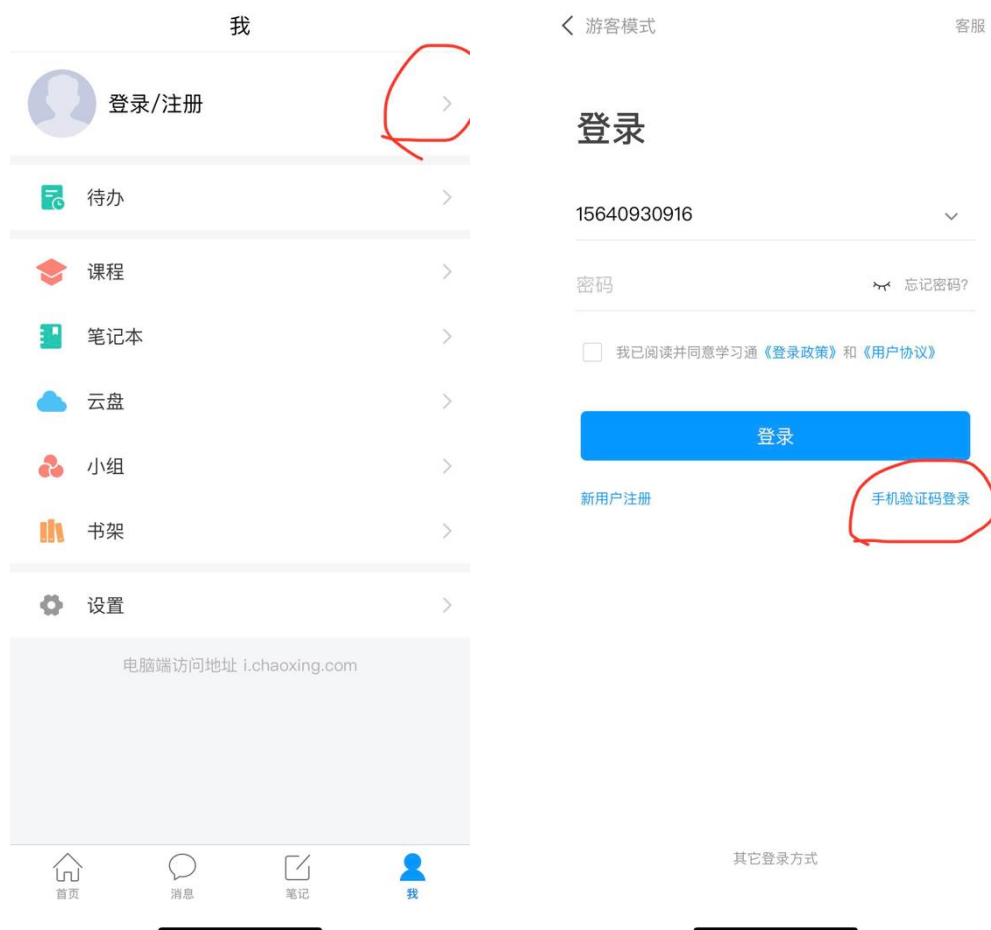 我
登录/注册
待办
课程
笔记本
云盘
小组
书架
设置
电脑端访问地址 i.chaoxing.com
首页
消息
笔记
我
游客模式
客服
登录
15640930916
密码
忘记密码?
我已阅读并同意学习通《登录政策》和《用户协议》
登录
新用户注册
手机验证码登录
其它登录方式